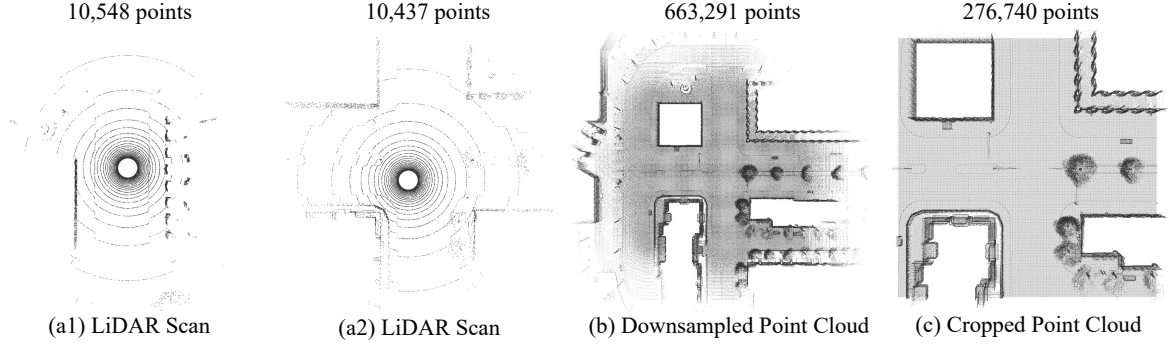 10,548 points
10,437 points
663,291 points
276,740 points
(a1) LiDAR Scan
(a2) LiDAR Scan
(b) Downsampled Point Cloud
(c) Cropped Point Cloud